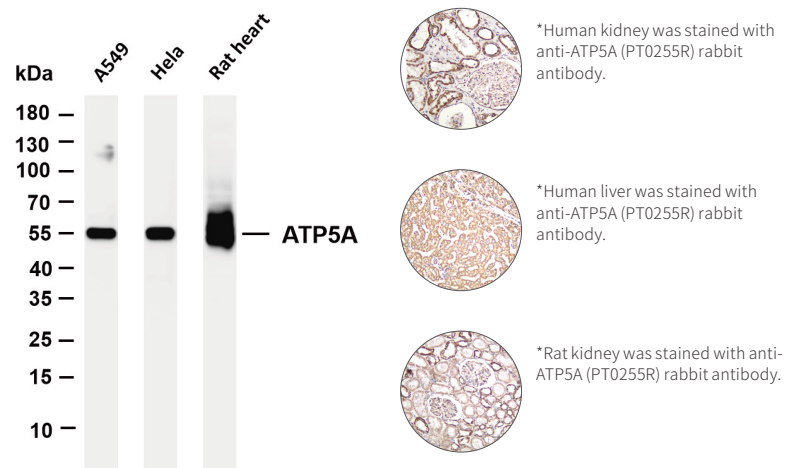 kDa
A549
Hela
Rat heart
180
130
100
70
55
40
35
25
15
10
ATP5A
*Human kidney was stained with
anti-ATP5A (PT0255R) rabbit
antibody.
*Human liver was stained with
anti-ATP5A (PT0255R) rabbit
antibody.
*Rat kidney was stained with anti-
ATP5A (PT0255R) rabbit antibody.